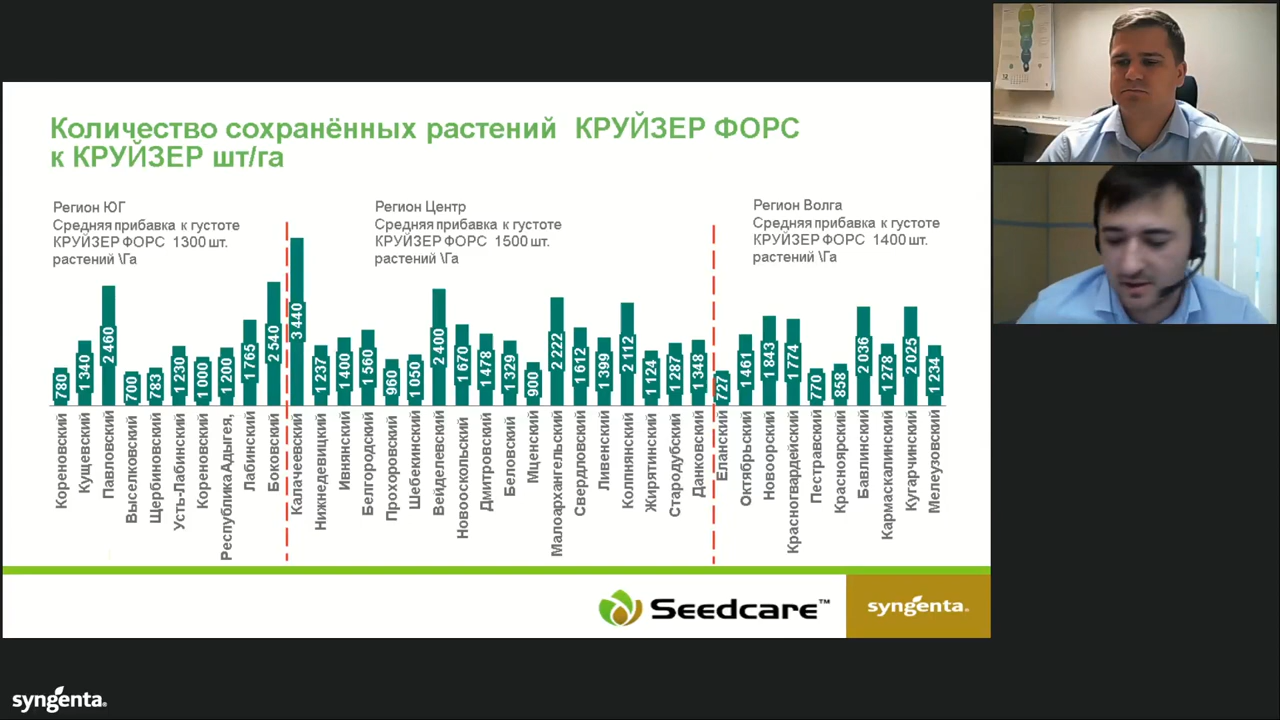 Количество сохранённых растений КРУЙЗЕР ФОРС
к КРУЙЗЕР шт/га
Регион ЮГ
Средняя прибавка к густоте
КРУЙЗЕР ФОРС 1300 шт.
растений \Га
Регион Центр
Средняя прибавка к густоте
КРУЙЗЕР ФОРС 1500 шт.
растений \Га
Регион Волга
Средняя прибавка к густоте
КРУЙЗЕР ФОРС 1400 шт.
растений \Га
780
1 340
2 460
700
783
1 230
1 000
1 200
1 765
2 540
3 440
1 237
1 400
1 560
960
1 050
2 400
1 670
1 478
1 329
900
2 222
1 612
1 399
2 112
1 124
1 287
1 348
727
1 461
1 843
1 774
770
858
2 036
1 278
2 025
1 234
Кореновский
Кущевский
Павловский
Выселковский
Щербиновский
Усть-Лабинский
Кореновский
Республика Адыгея,
Лабинский
Боковский
Калачеевский
Нижнедевицкий
Ивнянский
Белгородский
Прохоровский
Шебекинский
Вейделевский
Новооскольский
Дмитровский
Беловский
Мценский
Малоархангельский
Свердловский
Ливенский
Колпнянский
Жирятинский
Стародубский
Данковский
Еланский
Октябрьский
Новоорский
Красногвардейский
Пестравский
Красноярский
Бавлинский
Кармаскалинский
Кугарчинский
Мелеузовский
Seedcare™
syngenta.
syngenta.